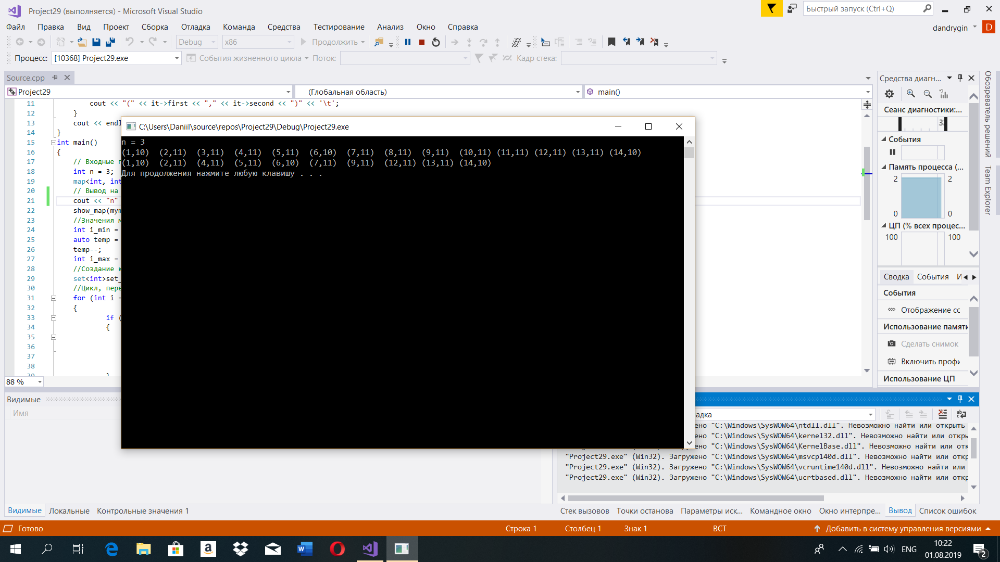 Project29 (выполняется) - Microsoft Visual Studio
Быстрый запуск (Ctrl+Q)
Файл Правка Вид Проект Сборка Отладка Команда Средства Тестирование Анализ Окно Справка
dandrygin D
Debug x86 Продолжить
Процесс: [10368] Project29.exe События жизненного цикла Поток: Кадр стека:
Source.cpp
Project29 (Глобальная область) main()
11 cout << "(" << it->first << "," << it->second << ")" << '\t';
12 }
13 cout << endl
14 }
15 int main()
16 {
17 // Входные п
18 int n = 3;
19 map<int, int
20 // Вывод на
21 cout << "n"
22 show_map(mym
23 //Значения м
24 int i_min =
25 auto temp =
26 temp--;
27 int i_max =
28 //Создание к
29 set<int>set_
30 //Цикл, пере
31 for (int i =
32 {
33 if (
34 {
35
36
37
38
39 }
88 %
C:\Users\Daniil\source\repos\Project29\Debug\Project29.exe
n = 3
(1,10) (2,11) (3,11) (4,11) (5,11) (6,10) (7,11) (8,11) (9,11) (10,11) (11,11) (12,11) (13,11) (14,10)
(1,10) (2,11) (4,11) (5,11) (6,10) (7,11) (9,11) (12,11) (13,11) (14,10)
Для продолжения нажмите любую клавишу . . .
Средства диагн...
Сеанс диагностики:...
События
Память процесса (...
2 2
0 0
ЦП (% всех процес...
100 100
Сводка События И
События
Отображение сс
Использование памяти
Сделать снимок
Включить профи
Использование ЦП
Обозреватель решений
Team Explorer
Видимые
Имя
адка
ено "C:\Windows\SysWOW64\ntdll.dll". Невозможно найти или открыть
ено "C:\Windows\SysWOW64\kernel32.dll". Невозможно найти или откры
ено "C:\Windows\SysWOW64\KernelBase.dll". Невозможно найти или отк
"Project29.exe" (Win32). Загружено "C:\Windows\SysWOW64\msvcp140d.dll". Невозможно найти или откр
"Project29.exe" (Win32). Загружено "C:\Windows\SysWOW64\vcruntime140d.dll". Невозможно найти или
"Project29.exe" (Win32). Загружено "C:\Windows\SysWOW64\ucrtbased.dll". Невозможно найти или откр
Видимые Локальные Контрольные значения 1
Стек вызовов Точки останова Параметры иск... Командное окно Окно интерпре... Вывод Список ошибок
Готово Строка 1 Столбец 1 Знак 1 ВСТ Добавить в систему управления версиями
ENG 10:22
01.08.2019
2